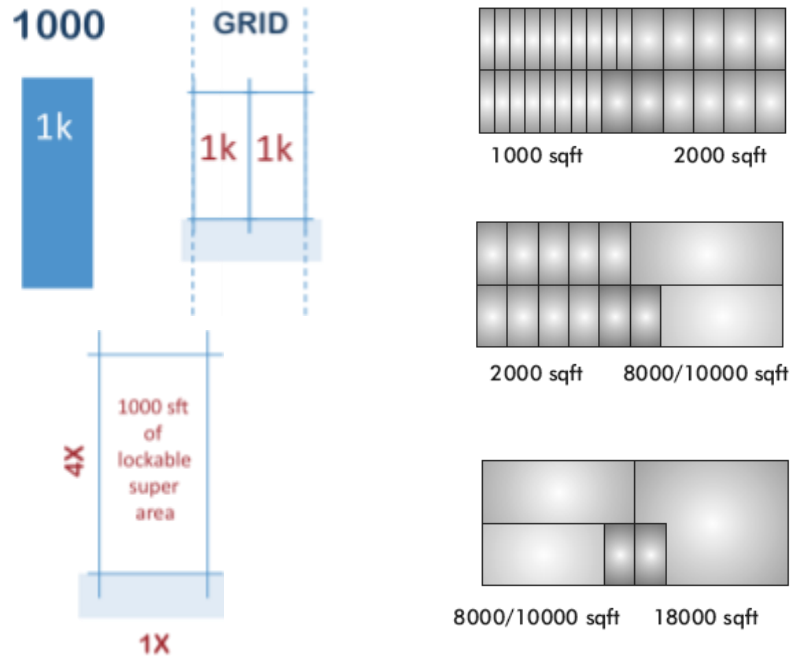 1000
GRID
1k
1k
1k
1000 sft
of
lockable
super
area
4X
1X
1000 sqft
2000 sqft
2000 sqft
8000/10000 sqft
8000/10000 sqft
18000 sqft